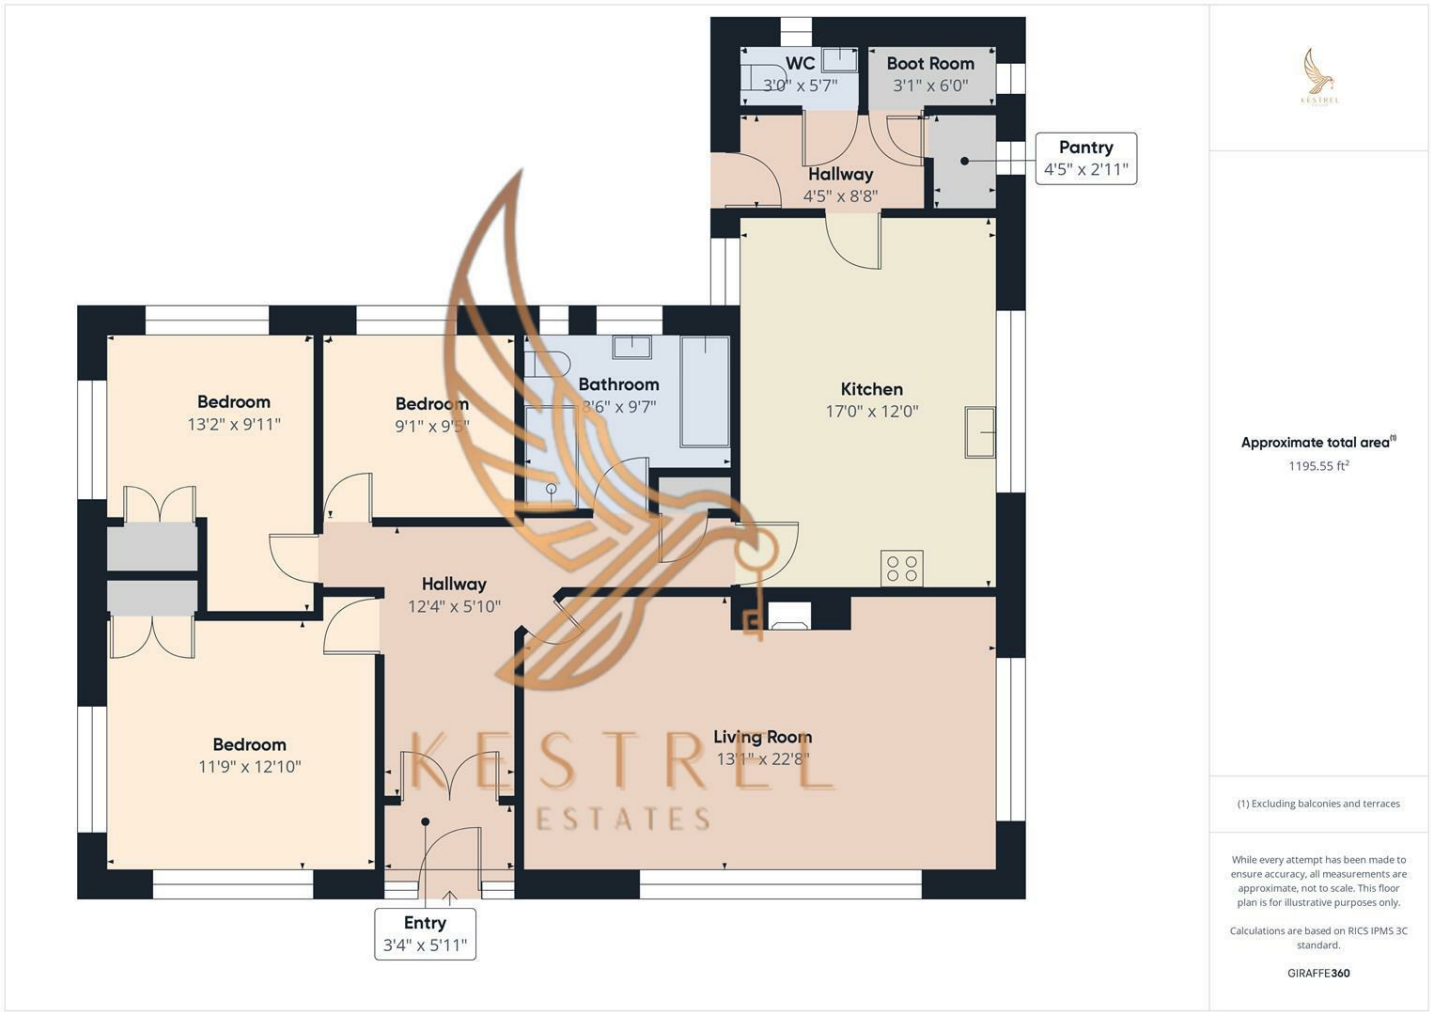 WC
3'0" x 5'7"
Boot Room
3'1" x 6'0"
Pantry
4'5" x 2'11"
Hallway
4'5" x 8'8"
Kitchen
17'0" x 12'0"
Bedroom
13'2" x 9'11"
Bedroom
9'1" x 9'5"
Bathroom
8'6" x 9'7"
Hallway
12'4" x 5'10"
Bedroom
11'9" x 12'10"
Living Room
13'1" x 22'8"
KESTREL
ESTATES
Entry
3'4" x 5'11"
KESTREL
Approximate total area(1)
1195.55 ft²
(1) Excluding balconies and terraces
While every attempt has been made to
ensure accuracy, all measurements are
approximate, not to scale. This floor
plan is for illustrative purposes only.
Calculations are based on RICS IPMS 3C
standard.
GIRAFFE360